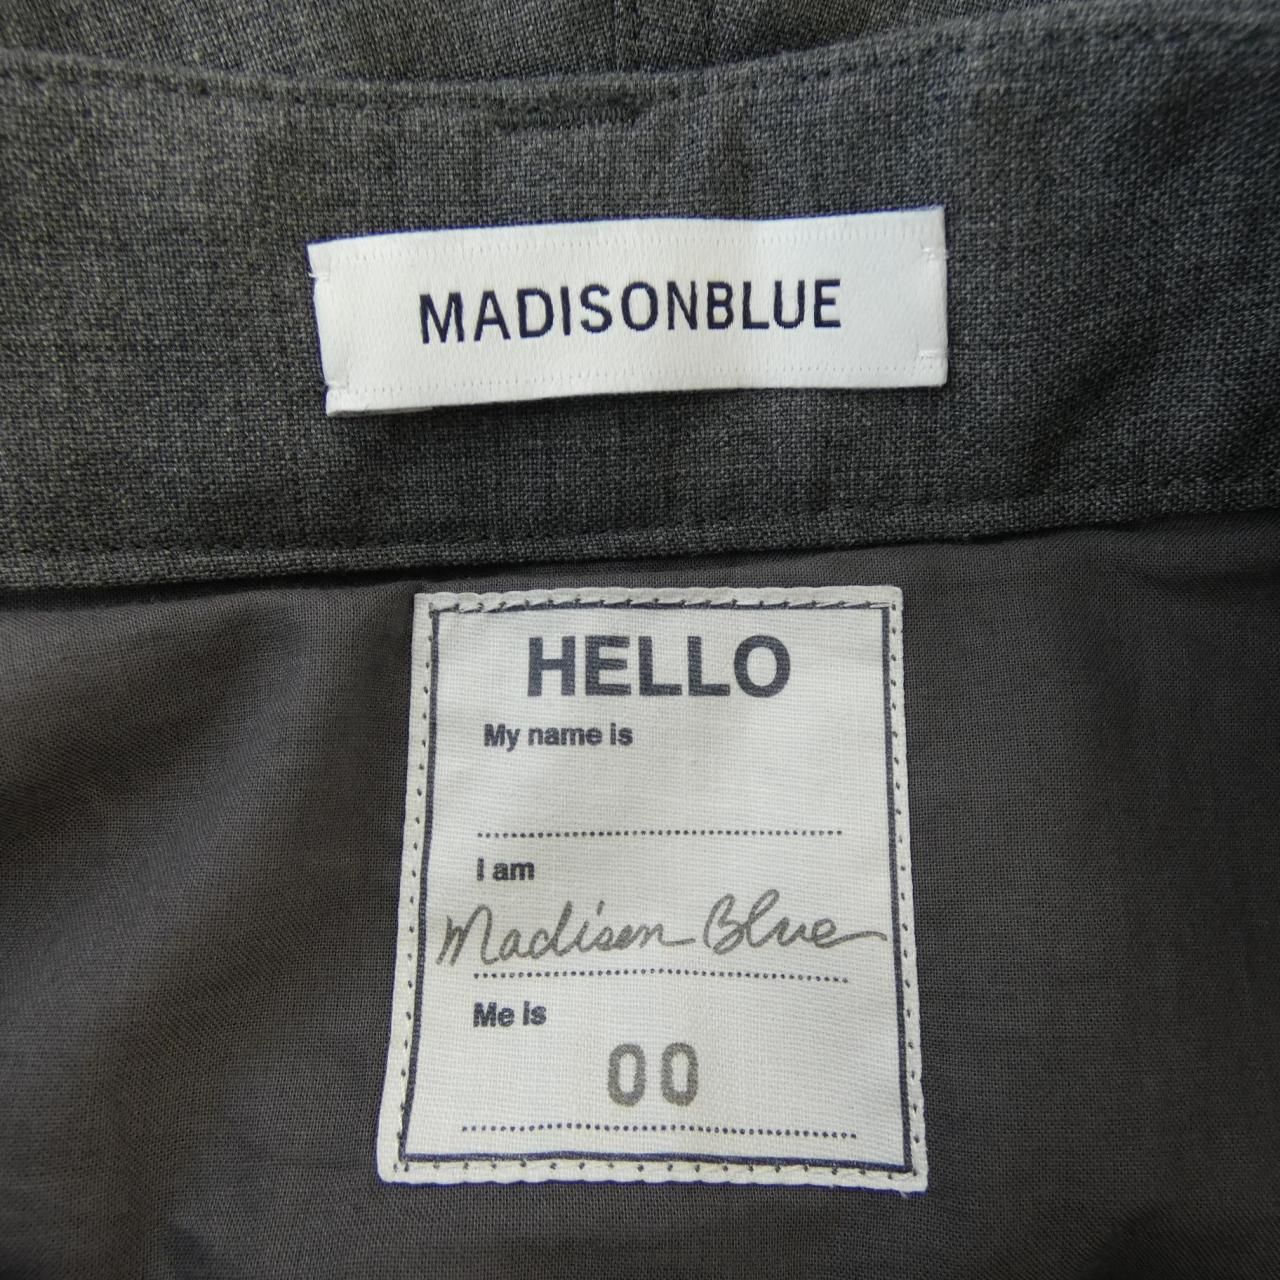 MADISONBLUE
HELLO
My name is
I am
Madison Blue
Me is
00